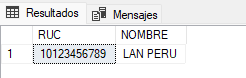 Resultados Mensajes
RUC NOMBRE
1 10123456789 LAN PERU